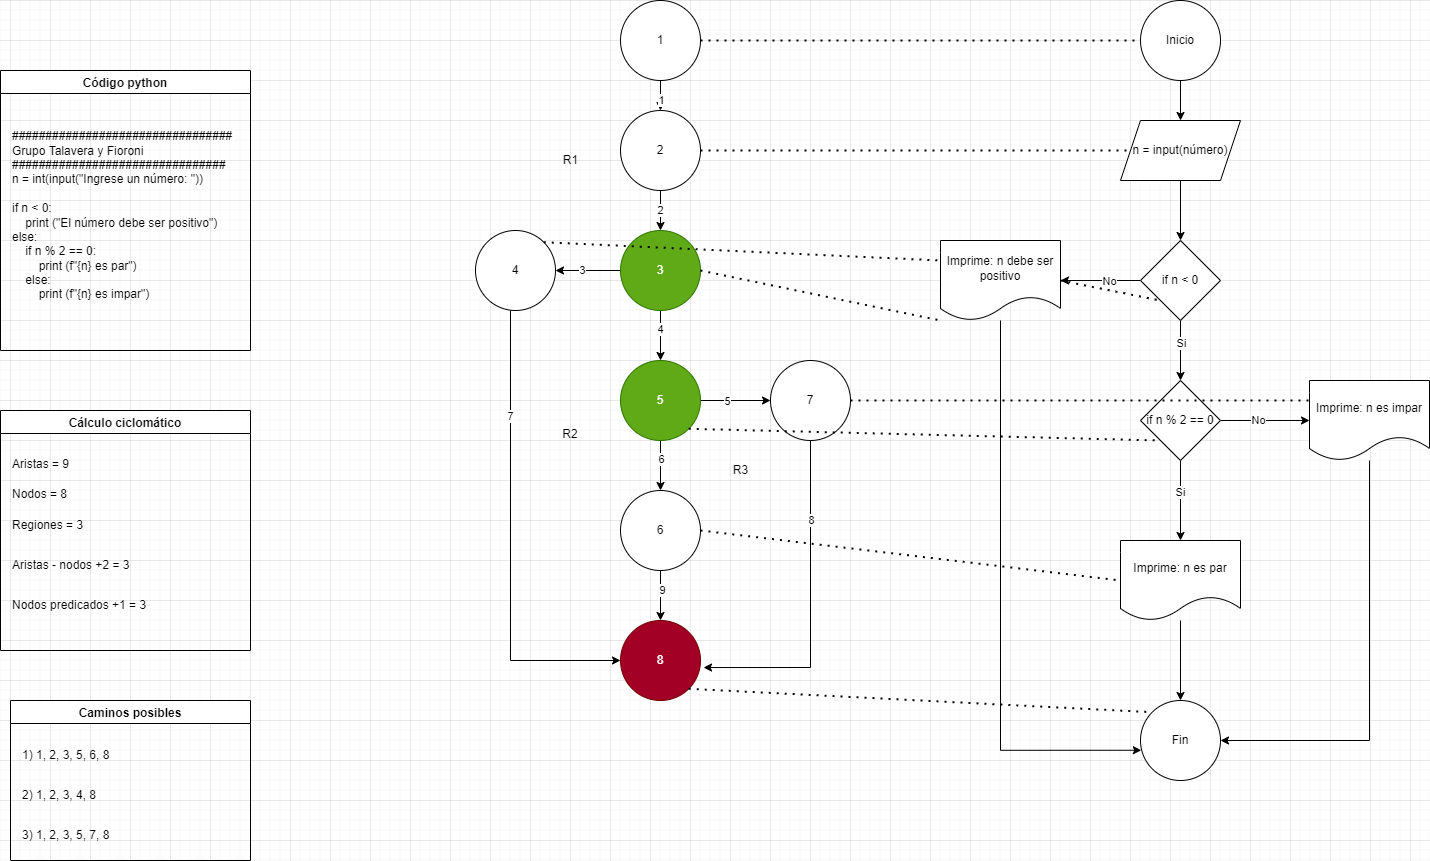 Código python
#################################
Grupo Talavera y Fioroni
################################
n = int(input("Ingrese un número: "))
if n < 0:
print ("El número debe ser positivo")
else:
if n % 2 == 0:
print (f"{n} es par")
else:
print (f"{n} es impar")
Cálculo ciclomático
Aristas = 9
Nodos = 8
Regiones = 3
Aristas - nodos +2 = 3
Nodos predicados +1 = 3
Caminos posibles
1) 1, 2, 3, 5, 6, 8
2) 1, 2, 3, 4, 8
3) 1, 2, 3, 5, 7, 8
1
1
2
R1
2
4
3
3
4
5
5
7
7
R2
6
R3
6
8
9
8
Inicio
n = input(número)
Imprime: n debe ser
positivo
No
if n < 0
Si
if n % 2 == 0
No
Imprime: n es impar
Si
Imprime: n es par
Fin